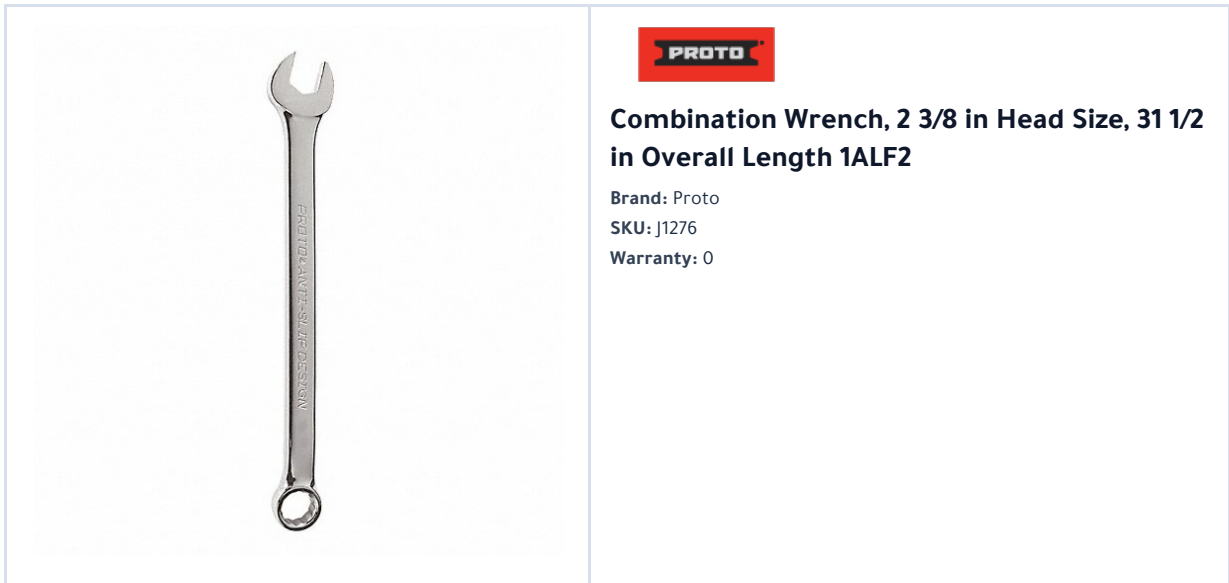 PROTO
Combination Wrench, 2 3/8 in Head Size, 31 1/2
in Overall Length 1ALF2
Brand: Proto
SKU: J1276
Warranty: 0
PROTO® ANTI-SLIP DESIGN